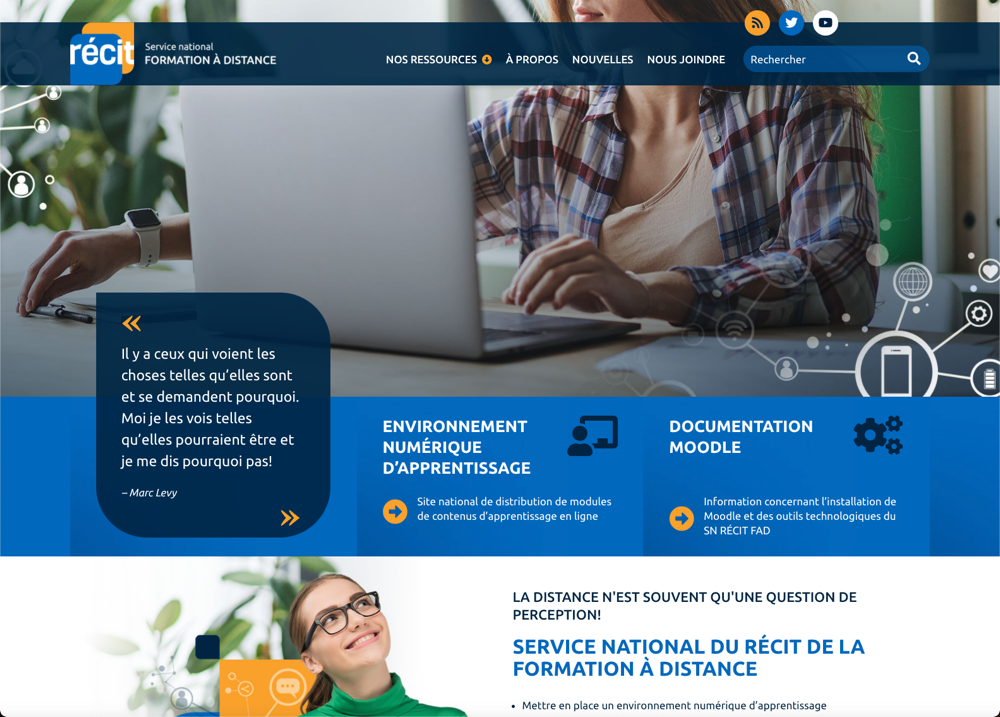 récit
Service national
FORMATION À DISTANCE
NOS RESSOURCES
À PROPOS
NOUVELLES
NOUS JOINDRE
Rechercher
Il y a ceux qui voient les
choses telles qu’elles sont
et se demandent pourquoi.
Moi je les vois telles
qu’elles pourraient être et
je me dis pourquoi pas!
– Marc Levy
ENVIRONNEMENT
NUMÉRIQUE
D’APPRENTISSAGE
Site national de distribution de modules
de contenus d’apprentissage en ligne
DOCUMENTATION
MOODLE
Information concernant l’installation de
Moodle et des outils technologiques du
SN RÉCIT FAD
LA DISTANCE N'EST SOUVENT QU'UNE QUESTION DE
PERCEPTION!
SERVICE NATIONAL DU RÉCIT DE LA
FORMATION À DISTANCE
• Mettre en place un environnement numérique d’apprentissage